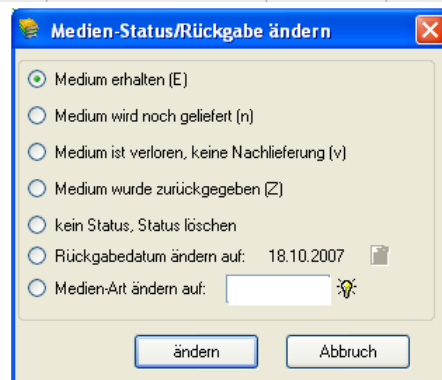 Medien-Status/Rückgabe ändern
Medium erhalten (E)
Medium wird noch geliefert (n)
Medium ist verloren, keine Nachlieferung (v)
Medium wurde zurückgegeben (Z)
kein Status, Status löschen
Rückgabedatum ändern auf: 18.10.2007
Medien-Art ändern auf:
ändern Abbruch